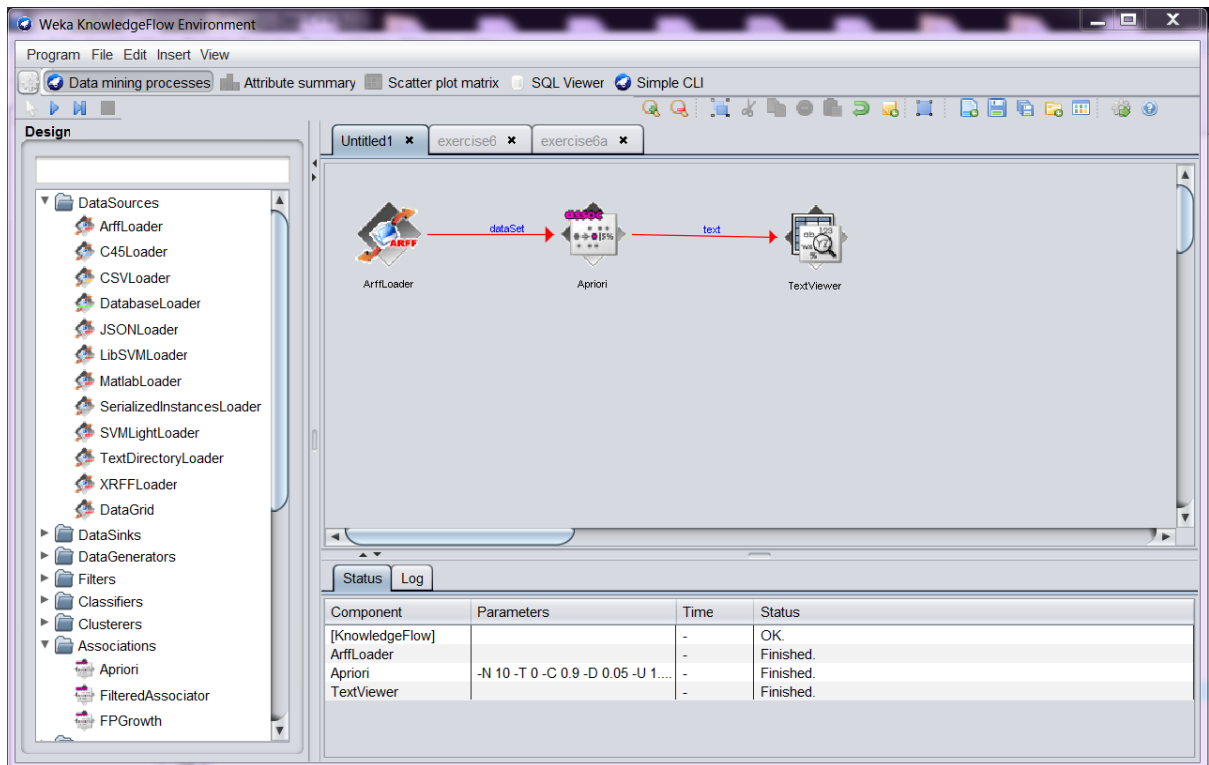 Weka KnowledgeFlow Environment
Program File Edit Insert View
Data mining processes Attribute summary Scatter plot matrix SQL Viewer Simple CLI
Design
Untitled1 exercise6 exercise6a
DataSources
ArffLoader
C45Loader
CSVLoader
DatabaseLoader
JSONLoader
LibSVMLoader
MatlabLoader
SerializedInstancesLoader
SVMLightLoader
TextDirectoryLoader
XRFFLoader
DataGrid
DataSinks
DataGenerators
Filters
Classifiers
Clusterers
Associations
Apriori
FilteredAssociator
FPGrowth
ARFF
dataSet
assoc
text
ArffLoader
Apriori
TextViewer
Status Log
Component Parameters Time Status
[KnowledgeFlow] - OK.
ArffLoader - Finished.
Apriori -N 10 -T 0 -C 0.9 -D 0.05 -U 1.... - Finished.
TextViewer - Finished.